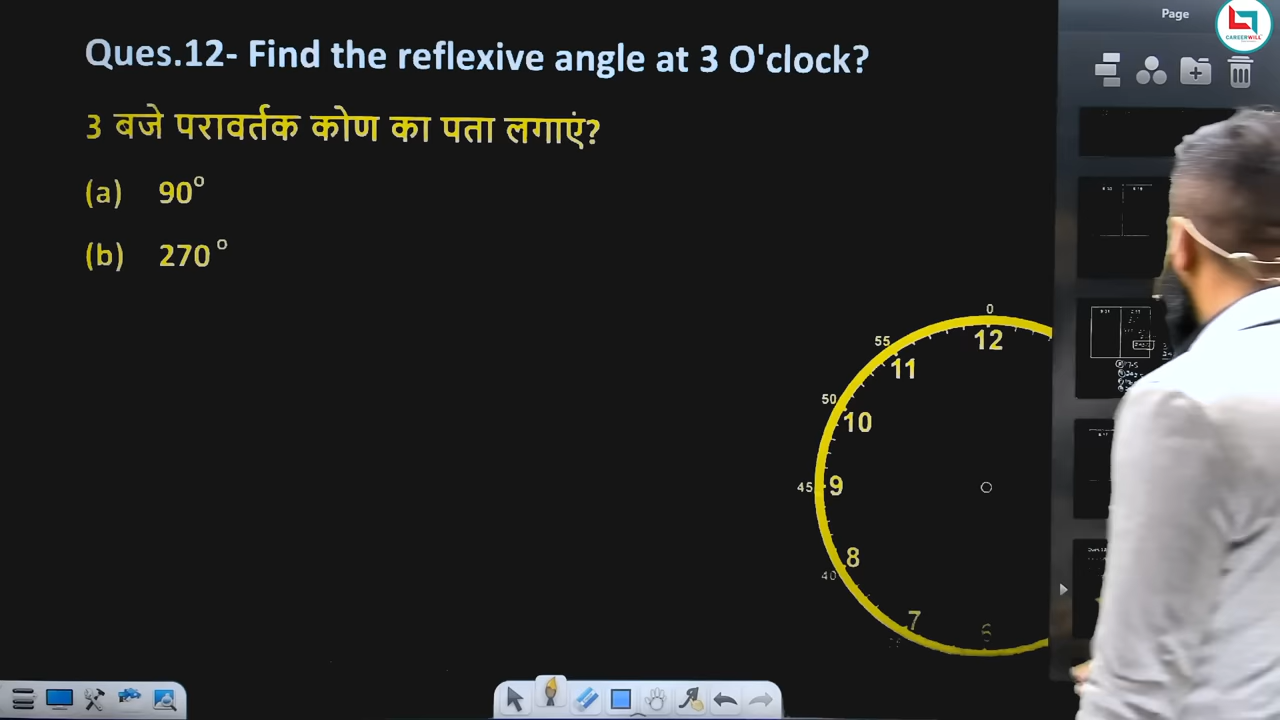 Page
CAREERWILL
Ques.12- Find the reflexive angle at 3 O'clock?
3 बजे परावर्तक कोण का पता लगाएं?
(a) 90°
(b) 270°
0
55 12
11
50
10
45 9
8
40
7 6